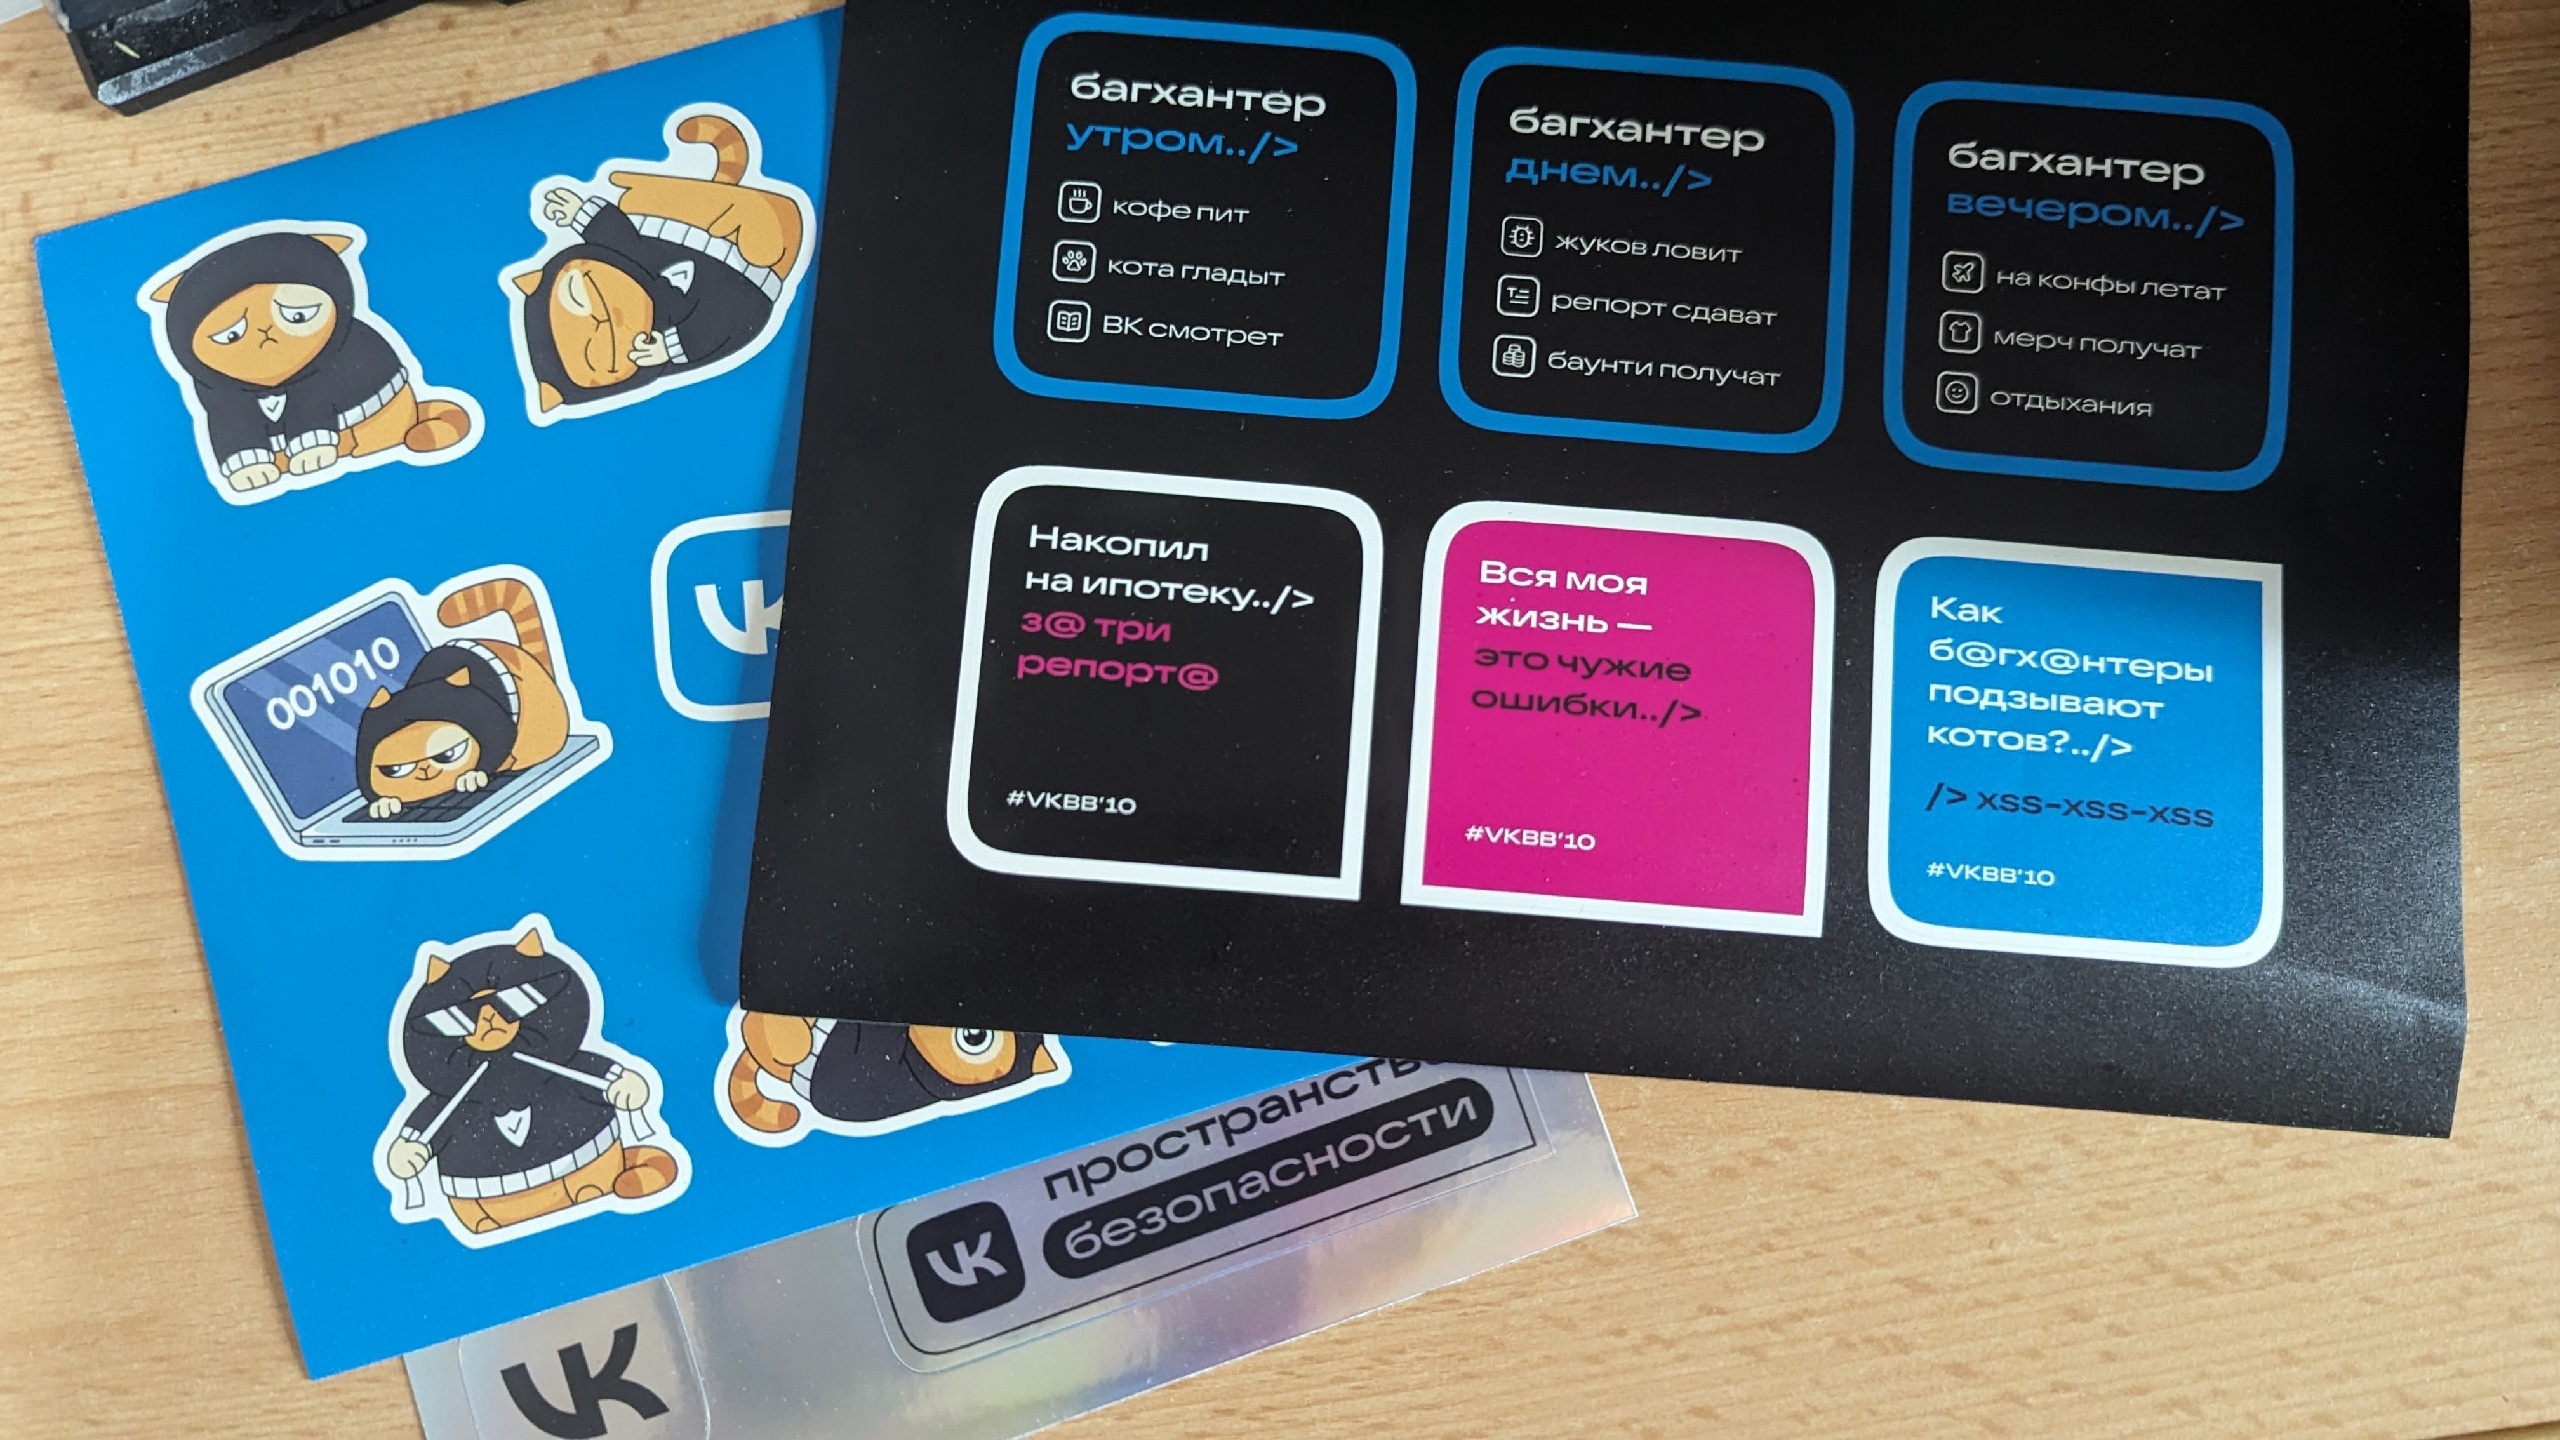 багхантер
утром../>
кофе пит
кота гладыт
ВК смотрет
багхантер
днем../>
жуков ловит
репорт сдават
баунти получат
багхантер
вечером../>
на конфы летат
мерч получат
отдыхания
Накопил
на ипотеку../>
з@ три
репорт@
#VKBB'10
Вся моя
жизнь —
это чужие
ошибки../>
#VKBB'10
Как
б@гх@нтеры
подзывают
котов?../>
/> xss-xss-xss
#VKBB'10
001010
VK
пространств
безопасности
VK
VK